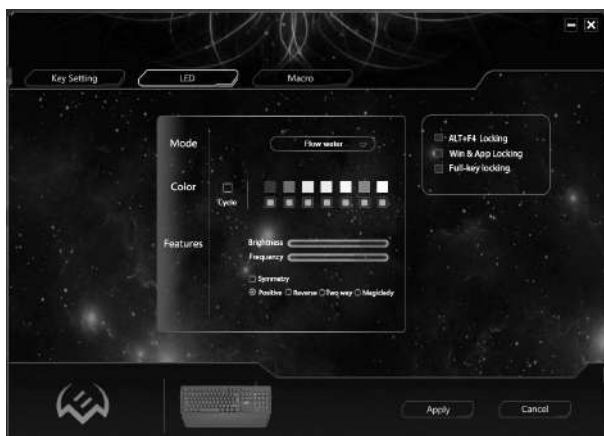 Key Setting
LED
Macro
Mode
Flow water
ALT+F4 Locking
Win & App Locking
Full-key locking
Color
Cyclo
Features
Brightness
Frequency
Symmetry
Positive Reverse Two way Magiclady
Apply
Cancel